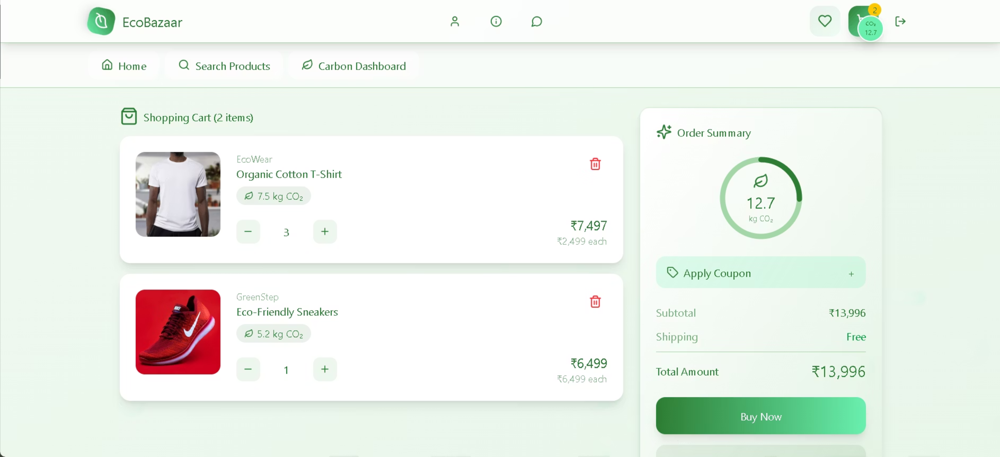 EcoBazaar
2
CO₂
12.7
Home
Search Products
Carbon Dashboard
Shopping Cart (2 items)
EcoWear
Organic Cotton T-Shirt
7.5 kg CO₂
3
₹7,497
₹2,499 each
NIKE
GreenStep
Eco-Friendly Sneakers
5.2 kg CO₂
1
₹6,499
₹6,499 each
Order Summary
12.7
kg CO₂
Apply Coupon +
Subtotal ₹13,996
Shipping Free
Total Amount ₹13,996
Buy Now